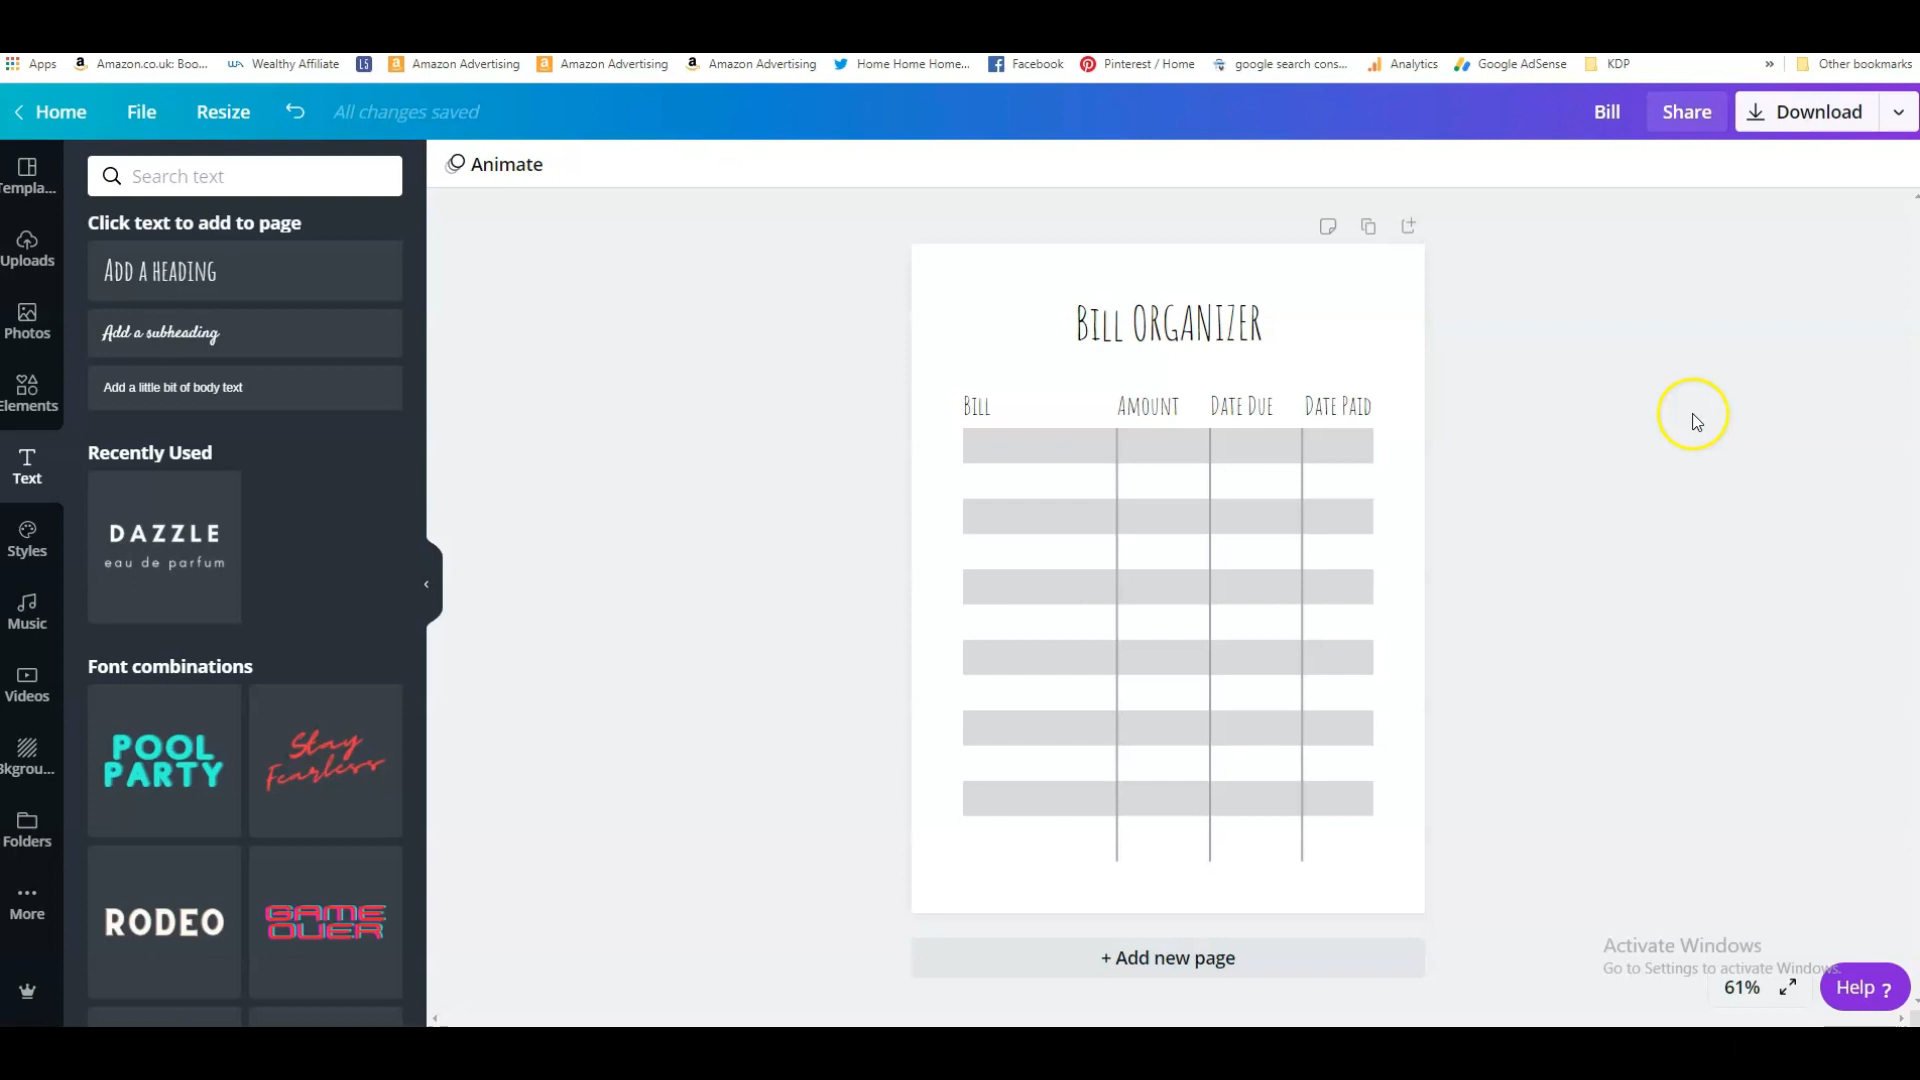 Apps
Amazon.co.uk: Boo...
Wealthy Affiliate
Amazon Advertising
Amazon Advertising
Amazon Advertising
Home Home Home...
Facebook
Pinterest / Home
google search cons...
Analytics
Google AdSense
KDP
»
Other bookmarks
Home
File
Resize
All changes saved
Bill
Share
Download
Templa...
Uploads
Photos
Elements
Text
Styles
Music
Videos
Bkgrou...
Folders
More
Search text
Click text to add to page
ADD A HEADING
Add a subheading
Add a little bit of body text
Recently Used
DAZZLE
eau de parfum
Font combinations
POOL
PARTY
Stay
Fearless
RODEO
GAME
OVER
Animate
BILL ORGANIZER
BILL
AMOUNT
DATE DUE
DATE PAID
+ Add new page
Activate Windows
Go to Settings to activate Windows.
61%
Help ?